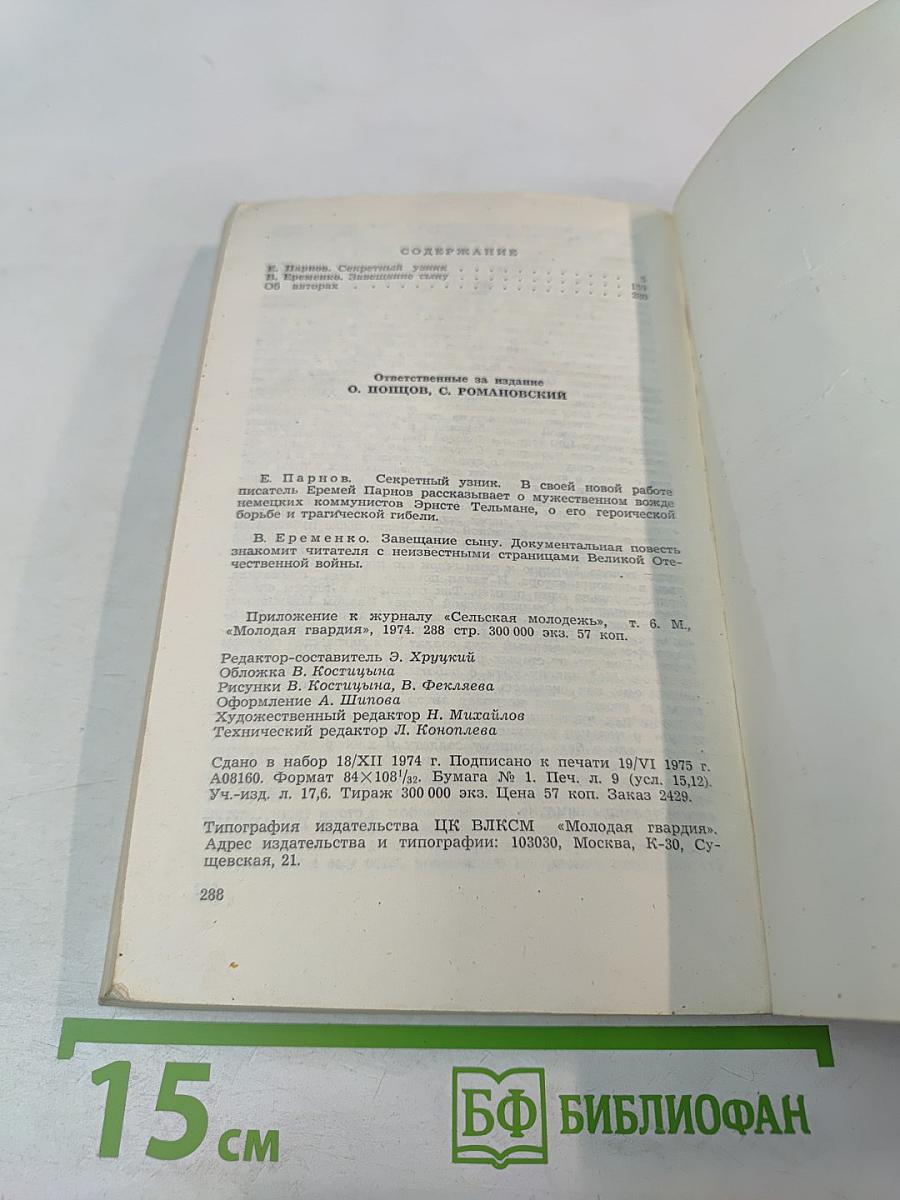 СОДЕРЖАНИЕ
Е. Парнов. Секретный узник . . . . . . . . . . . . 5
В. Еременко. Завещание сыну . . . . . . . . . . . .
Об авторах . . . . . . . . . . . . . . . . . .
Ответственные за издание
О. ПОПЦОВ, С. РОМАНОВСКИЙ
Е. Парнов. Секретный узник. В своей новой работе
писатель Еремей Парнов рассказывает о мужественном вожде
немецких коммунистов Эрнсте Тельмане, о его героической
борьбе и трагической гибели.
В. Еременко. Завещание сыну. Документальная повесть
знакомит читателя с неизвестными страницами Великой Оте-
чественной войны.
Приложение к журналу «Сельская молодежь», т. 6. М.,
«Молодая гвардия», 1974. 288 стр. 300 000 экз. 57 коп.
Редактор-составитель Э. Хруцкий
Обложка В. Костицына
Рисунки В. Костицына, В. Фекляева
Оформление А. Шипова
Художественный редактор Н. Михайлов
Технический редактор Л. Коноплева
Сдано в набор 18/XII 1974 г. Подписано к печати 19/VI 1975 г.
А08160. Формат 84×108¹/₃₂. Бумага № 1. Печ. л. 9 (усл. 15,12).
Уч.-изд. л. 17,6. Тираж 300 000 экз. Цена 57 коп. Заказ 2429.
Типография издательства ЦК ВЛКСМ «Молодая гвардия».
Адрес издательства и типографии: 103030, Москва, К-30, Су-
щевская, 21.
288
15 см
БФ БИБЛИОФАН